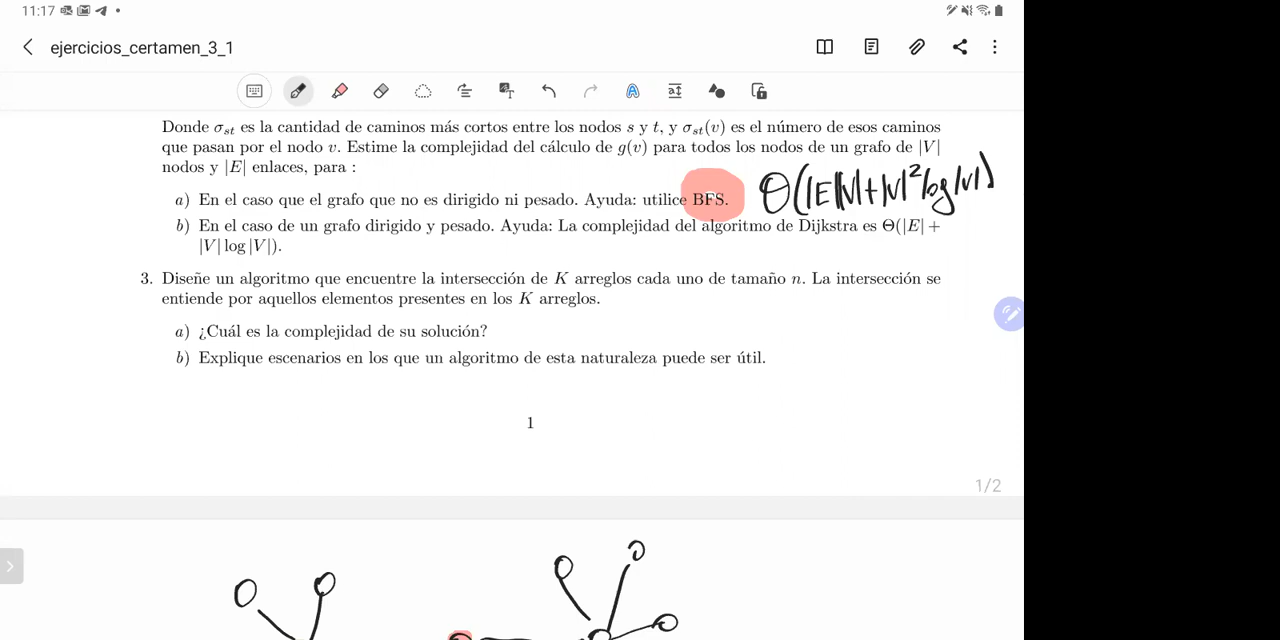 11:17
ejercicios_certamen_3_1
Donde σst es la cantidad de caminos más cortos entre los nodos s y t, y σst(v) es el número de esos caminos
que pasan por el nodo v. Estime la complejidad del cálculo de g(v) para todos los nodos de un grafo de |V|
nodos y |E| enlaces, para :
a) En el caso que el grafo que no es dirigido ni pesado. Ayuda: utilice BFS.
Θ(|E||V|+|V|²log|V|)
b) En el caso de un grafo dirigido y pesado. Ayuda: La complejidad del algoritmo de Dijkstra es Θ(|E| +
|V| log |V|).
3. Diseñe un algoritmo que encuentre la intersección de K arreglos cada uno de tamaño n. La intersección se
entiende por aquellos elementos presentes en los K arreglos.
a) ¿Cuál es la complejidad de su solución?
b) Explique escenarios en los que un algoritmo de esta naturaleza puede ser útil.
1
1/2